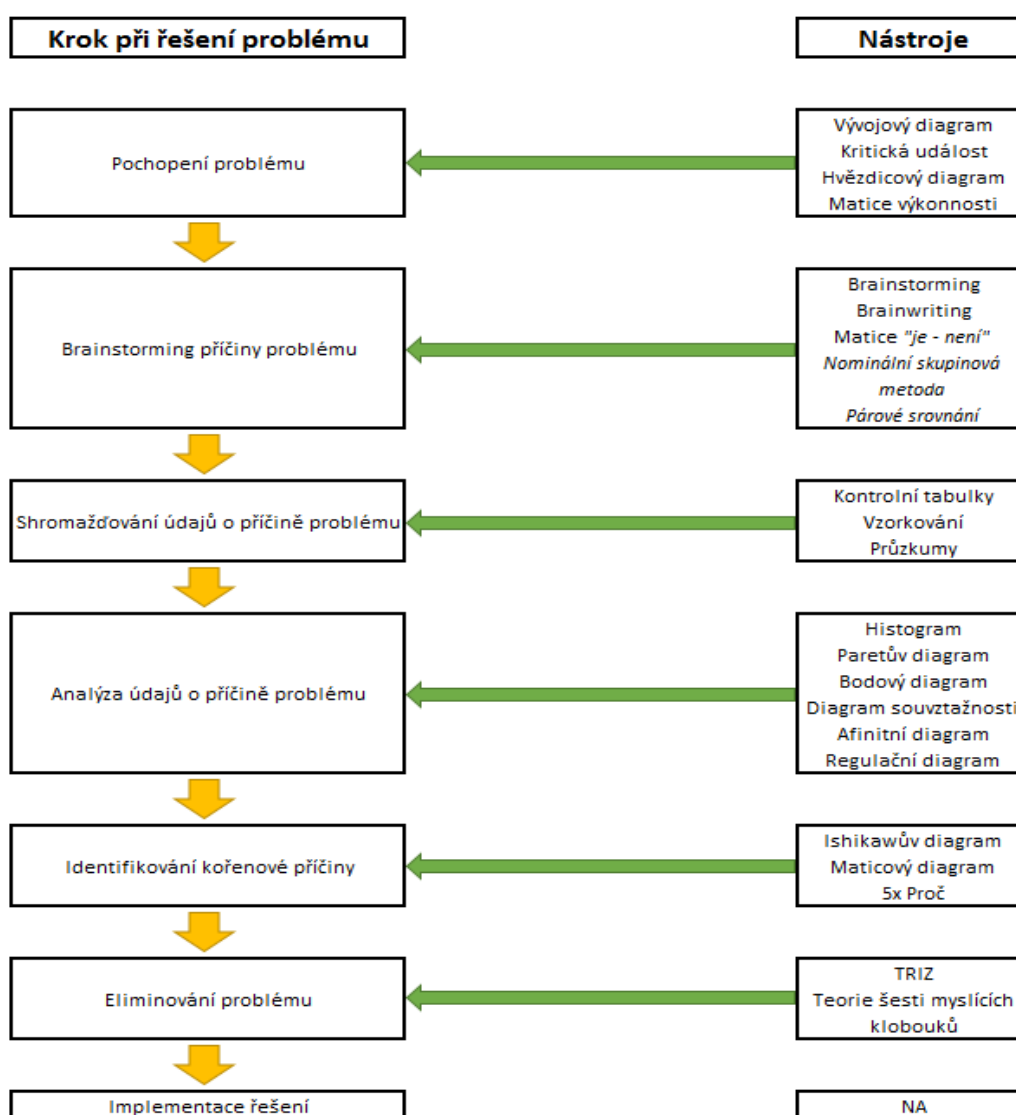 Krok při řešení problému
Nástroje
Pochopení problému
Vývojový diagram
Kritická událost
Hvězdicový diagram
Matice výkonnosti
Brainstorming příčiny problému
Brainstorming
Brainwriting
Matice "je - není"
Nominální skupinová
metoda
Párové srovnání
Shromažďování údajů o příčině problému
Kontrolní tabulky
Vzorkování
Průzkumy
Analýza údajů o příčině problému
Histogram
Paretův diagram
Bodový diagram
Diagram souvztažnosti
Afinitní diagram
Regulační diagram
Identifikování kořenové příčiny
Ishikawův diagram
Maticový diagram
5x Proč
Eliminování problému
TRIZ
Teorie šesti myslících
klobouků
Implementace řešení
NA